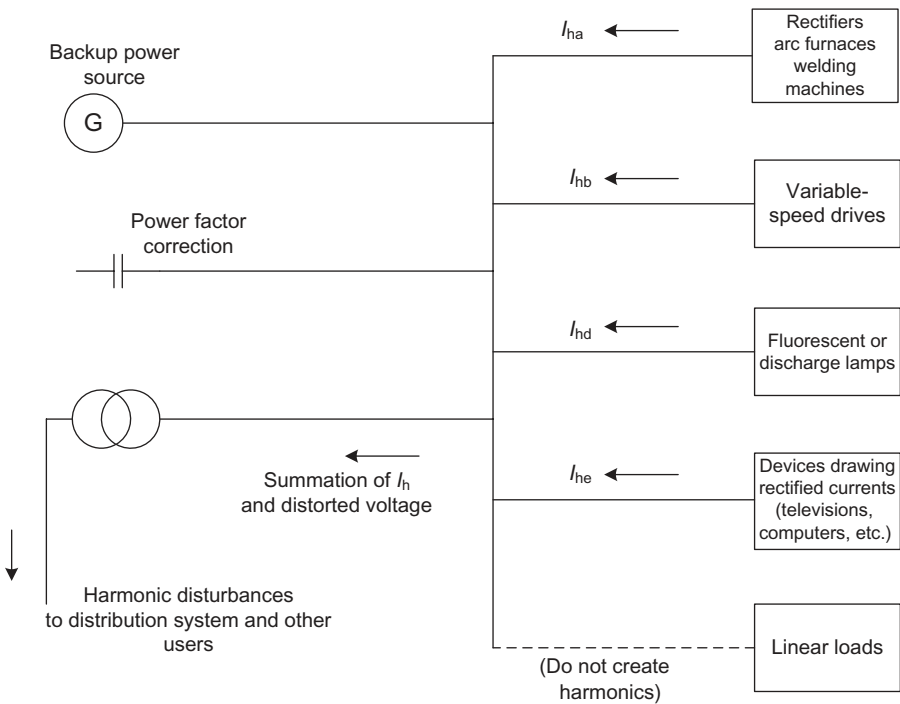 Backup power
source
G
Power factor
correction
Summation of Ih
and distorted voltage
Harmonic disturbances
to distribution system and other
users
Iha
Rectifiers
arc furnaces
welding
machines
Ihb
Variable-
speed drives
Ihd
Fluorescent or
discharge lamps
Ihe
Devices drawing
rectified currents
(televisions,
computers, etc.)
(Do not create
harmonics)
Linear loads